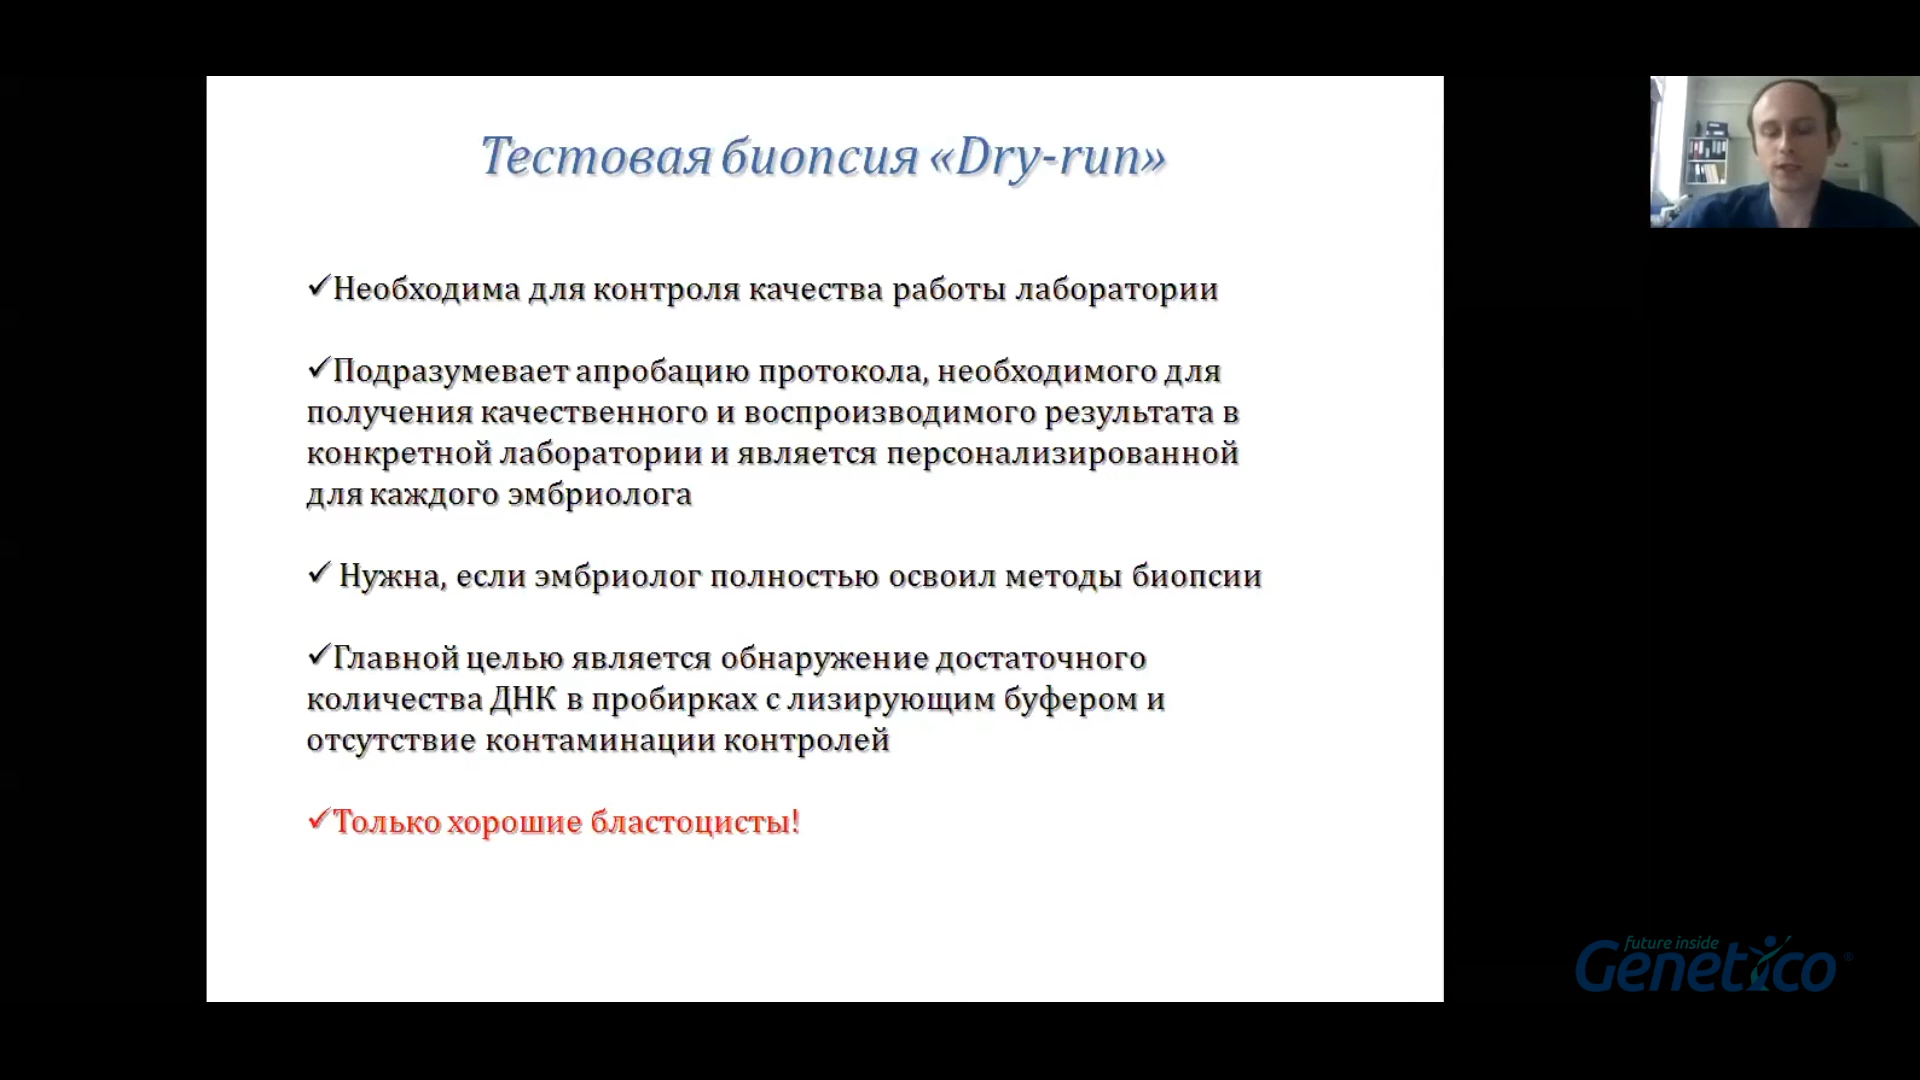 Тестовая биопсия «Dry-run»
✓Необходима для контроля качества работы лаборатории
✓Подразумевает апробацию протокола, необходимого для
получения качественного и воспроизводимого результата в
конкретной лаборатории и является персонализированной
для каждого эмбриолога
✓ Нужна, если эмбриолог полностью освоил методы биопсии
✓Главной целью является обнаружение достаточного
количества ДНК в пробирках с лизирующим буфером и
отсутствие контаминации контролей
✓Только хорошие бластоцисты!
future inside
Genetico®